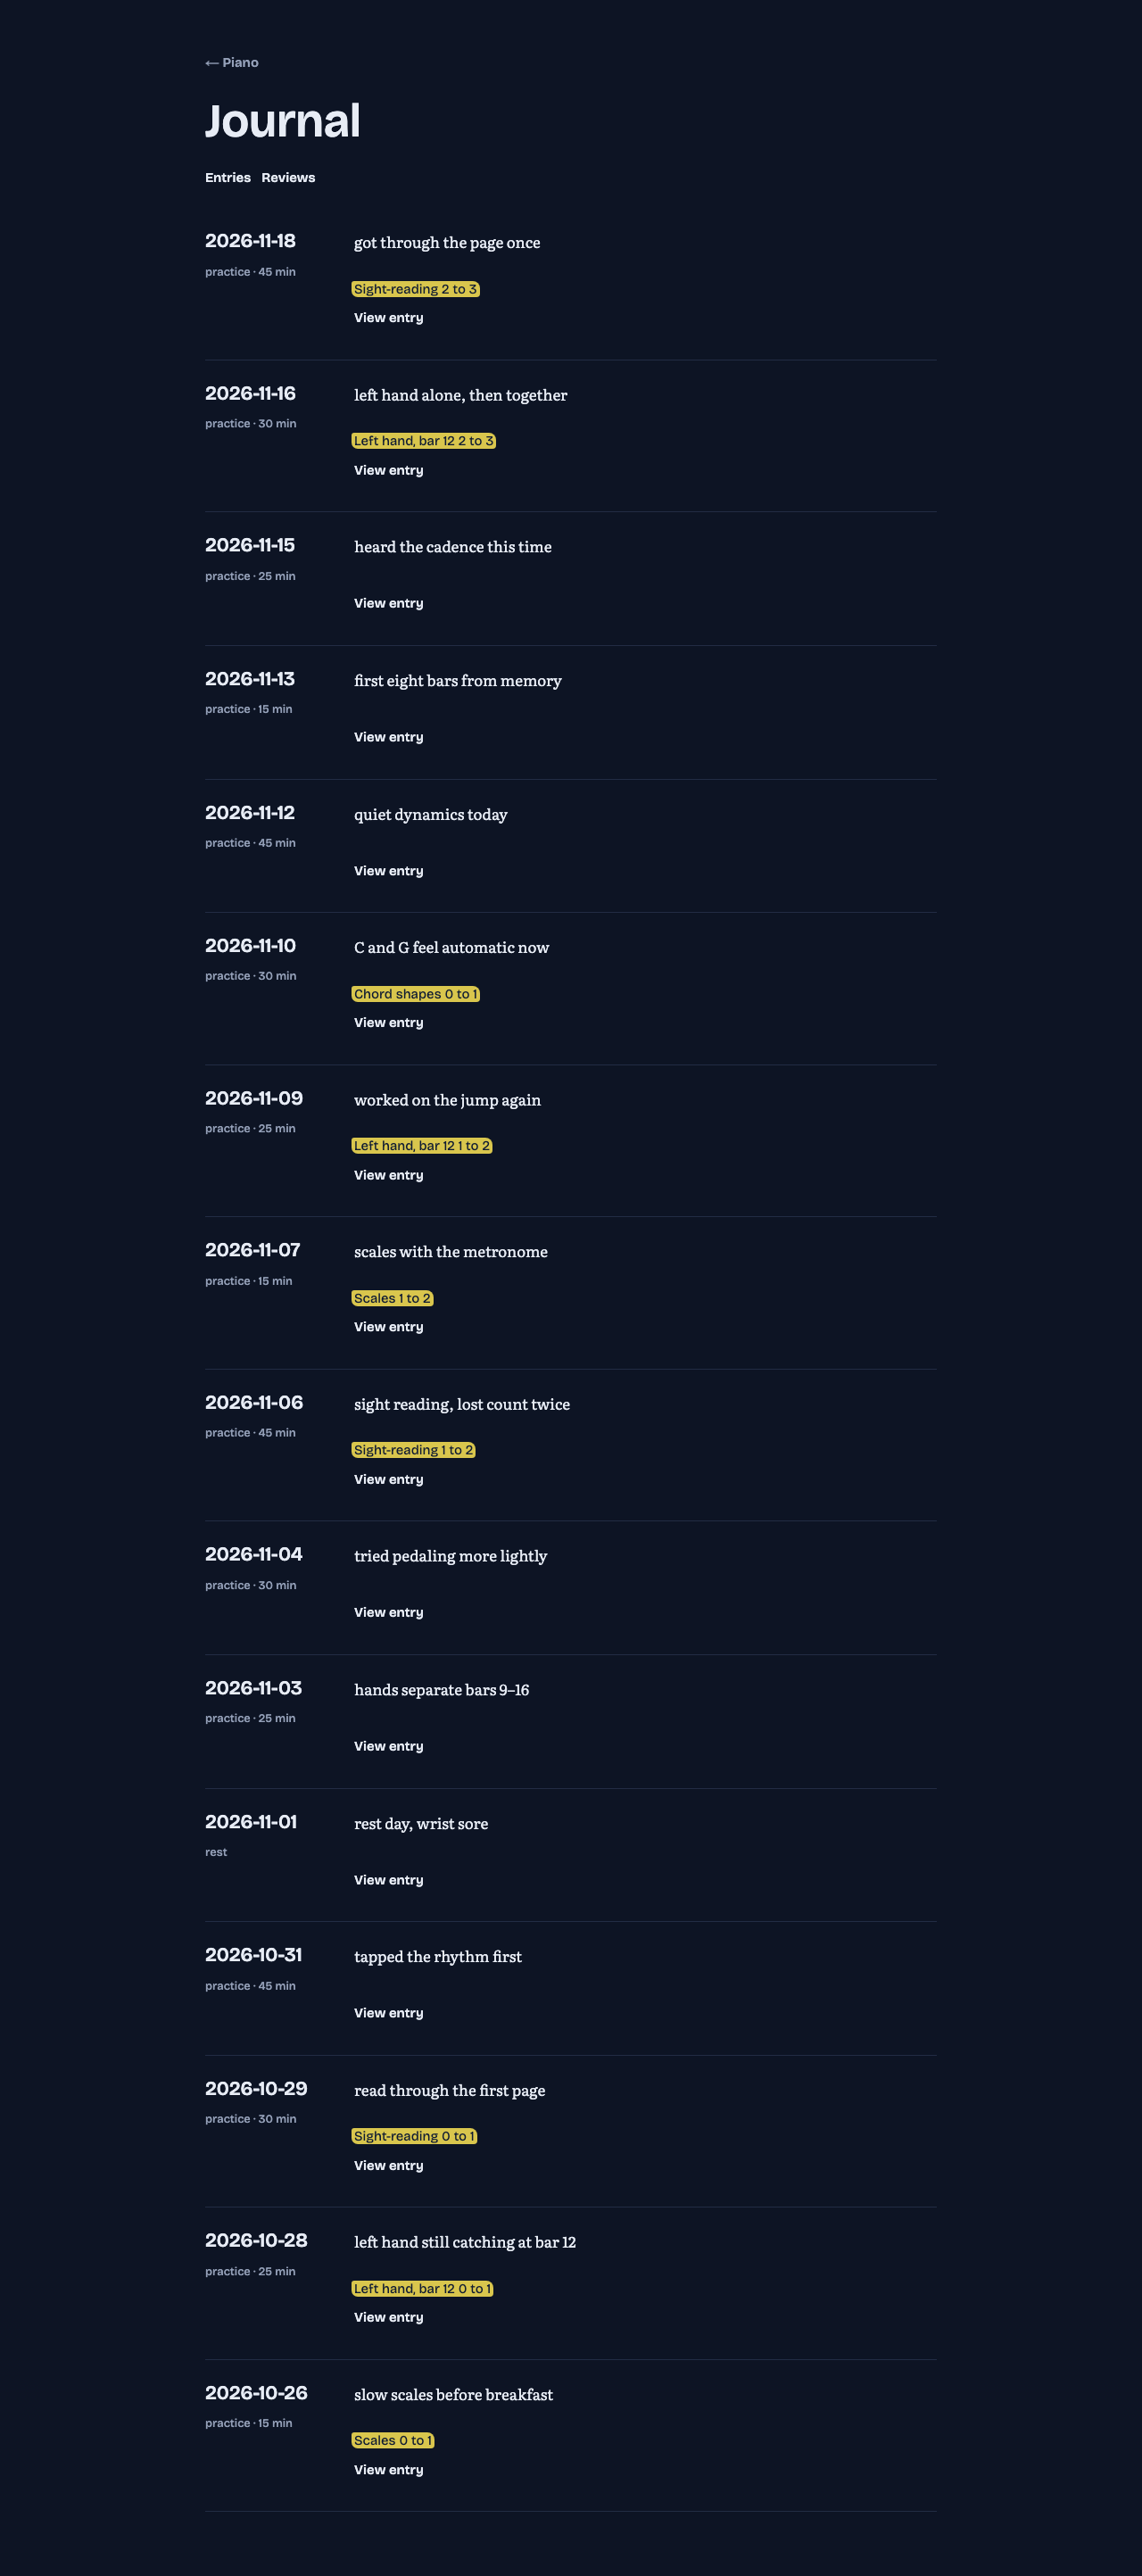 ← Piano
Journal
Entries Reviews
2026-11-18
practice · 45 min
got through the page once
Sight-reading 2 to 3
View entry
2026-11-16
practice · 30 min
left hand alone, then together
Left hand, bar 12 2 to 3
View entry
2026-11-15
practice · 25 min
heard the cadence this time
View entry
2026-11-13
practice · 15 min
first eight bars from memory
View entry
2026-11-12
practice · 45 min
quiet dynamics today
View entry
2026-11-10
practice · 30 min
C and G feel automatic now
Chord shapes 0 to 1
View entry
2026-11-09
practice · 25 min
worked on the jump again
Left hand, bar 12 1 to 2
View entry
2026-11-07
practice · 15 min
scales with the metronome
Scales 1 to 2
View entry
2026-11-06
practice · 45 min
sight reading, lost count twice
Sight-reading 1 to 2
View entry
2026-11-04
practice · 30 min
tried pedaling more lightly
View entry
2026-11-03
practice · 25 min
hands separate bars 9–16
View entry
2026-11-01
rest
rest day, wrist sore
View entry
2026-10-31
practice · 45 min
tapped the rhythm first
View entry
2026-10-29
practice · 30 min
read through the first page
Sight-reading 0 to 1
View entry
2026-10-28
practice · 25 min
left hand still catching at bar 12
Left hand, bar 12 0 to 1
View entry
2026-10-26
practice · 15 min
slow scales before breakfast
Scales 0 to 1
View entry